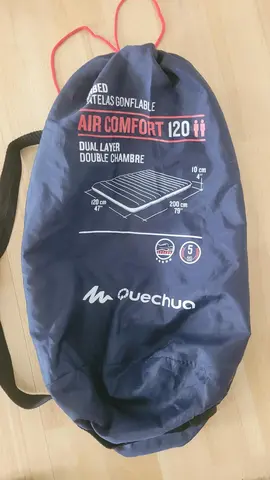 BED
ATELAS GONFLABLE
AIR COMFORT 120
DUAL LAYER
DOUBLE CHAMBRE
10 cm
4"
120 cm
47"
200 cm
79"
5
Quechua